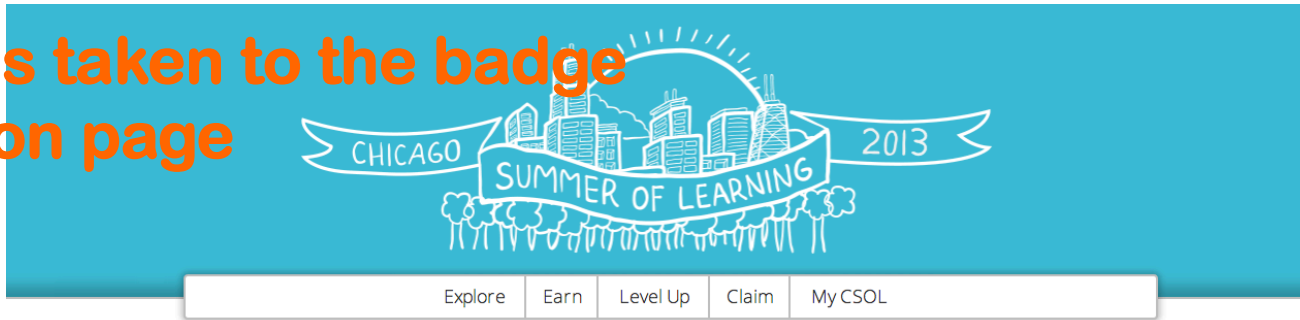 s taken to the badge
on page
CHICAGO
SUMMER OF LEARNING
2013
Explore Earn Level Up Claim My CSOL